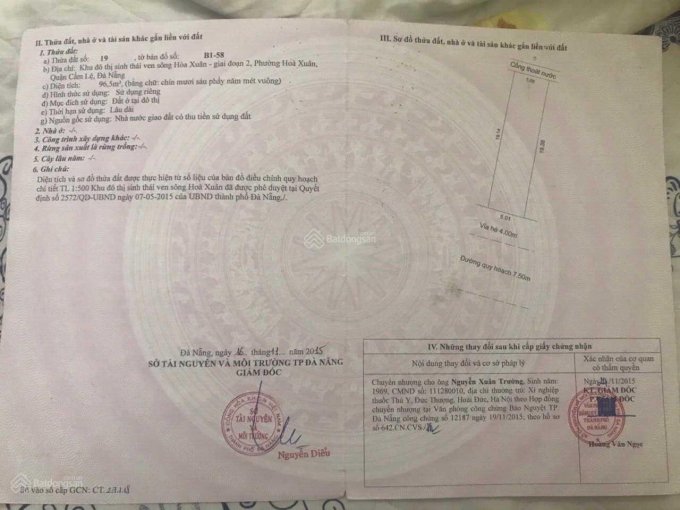 II. Thửa đất, nhà ở và tài sản khác gắn liền với đất
1. Thửa đất:
a) Thửa đất số: 19 , tờ bản đồ số: B1-58
b) Địa chỉ: Khu đô thị sinh thái ven sông Hòa Xuân - giai đoạn 2, Phường Hoà Xuân,
Quận Cẩm Lệ, Đà Nẵng
c) Diện tích: 96,5m², (bằng chữ: chín mươi sáu phẩy năm mét vuông)
d) Hình thức sử dụng: Sử dụng riêng
đ) Mục đích sử dụng: Đất ở tại đô thị
e) Thời hạn sử dụng: Lâu dài
g) Nguồn gốc sử dụng: Nhà nước giao đất có thu tiền sử dụng đất
2. Nhà ở: -/-
3. Công trình xây dựng khác: -/-
4. Rừng sản xuất là rừng trồng: -/-
5. Cây lâu năm: -/-
6. Ghi chú:
Diện tích và sơ đồ thửa đất được thực hiện từ số liệu của bản đồ điều chỉnh quy hoạch
chi tiết TL 1:500 Khu đô thị sinh thái ven sông Hoà Xuân đã được phê duyệt tại Quyết
định số 2572/QĐ-UBND ngày 07-05-2015 của UBND thành phố Đà Nẵng./.
Batdongsan
Đà Nẵng, ngày 16 tháng 11 năm 2015
SỞ TÀI NGUYÊN VÀ MÔI TRƯỜNG TP ĐÀ NẴNG
GIÁM ĐỐC
SỞ
TÀI NGUYÊN
VÀ
MÔI TRƯỜNG
Nguyễn Điểu
Số vào sổ cấp GCN: CT
III. Sơ đồ thửa đất, nhà ở và tài sản khác gắn liền với đất
Cống thoát nước
5.00
19.14
5.01
Vỉa hè 4.00m
Đường quy hoạch 7.50m
IV. Những thay đổi sau khi cấp giấy chứng nhận
Nội dung thay đổi và cơ sở pháp lý
Xác nhận của cơ quan
có thẩm quyền
Chuyển nhượng cho ông Nguyễn Xuân Trường, Sinh năm:
1969, CMND số: 111280010, địa chỉ thường trú: Xí nghiệp
thuốc Thú Y, Đức Thượng, Hoài Đức, Hà Nội theo Hợp đồng
chuyển nhượng tại Văn phòng công chứng Bảo Nguyệt TP
Đà Nẵng công chứng số 12187 ngày 19/11/2015, theo hồ sơ
số 642.CN.CVS
Ngày /11/2015
KT. GIÁM ĐỐC
Hoàng Văn Ngọc